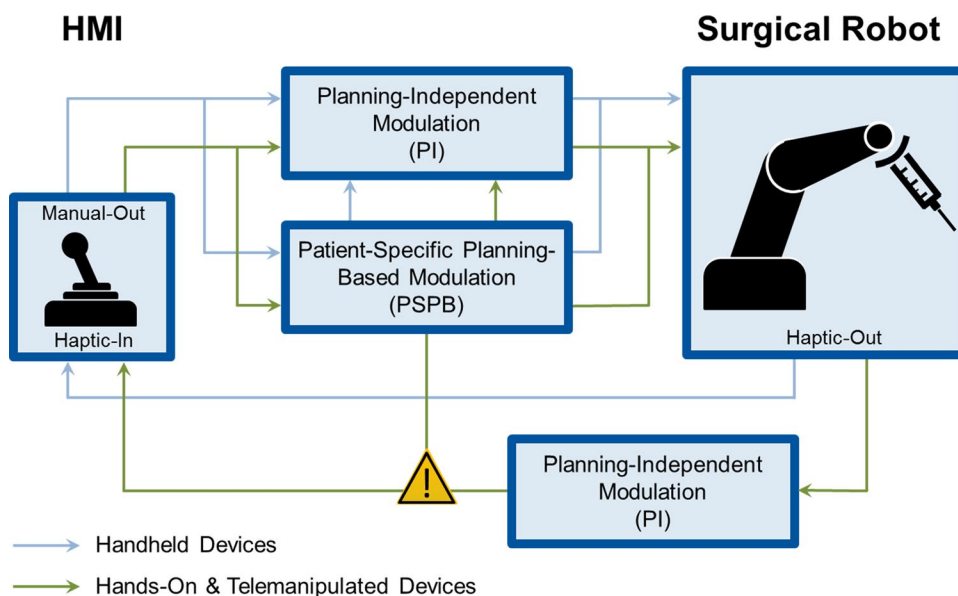 HMI
Surgical Robot
Planning-Independent
Modulation
(PI)
Manual-Out
Haptic-In
Patient-Specific Planning-
Based Modulation
(PSPB)
Haptic-Out
!
Planning-Independent
Modulation
(PI)
Handheld Devices
Hands-On & Telemanipulated Devices